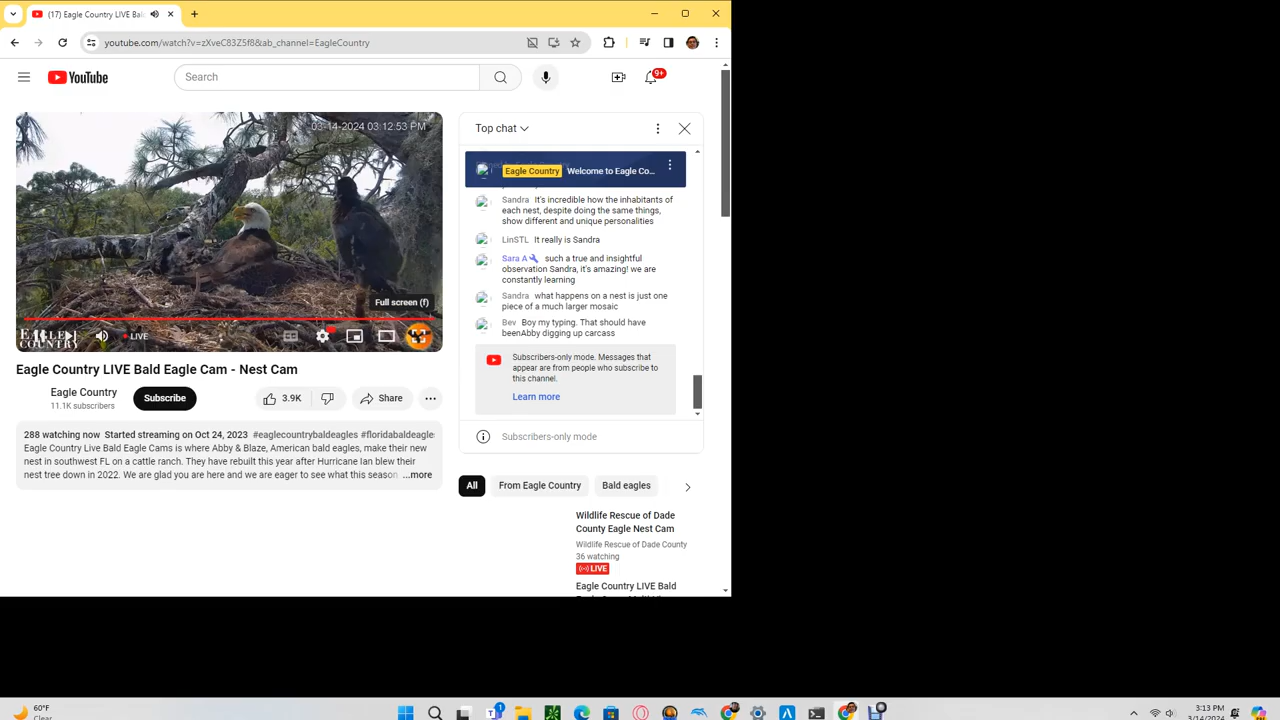 (17) Eagle Country LIVE Bal
youtube.com/watch?v=zXveC83Z5f8&ab_channel=EagleCountry
YouTube
Search
9+
03-14-2024 03:12:53 PM
Full screen (f)
EAGLE COUNTRY
LIVE
Eagle Country LIVE Bald Eagle Cam - Nest Cam
Eagle Country
11.1K subscribers
Subscribe
3.9K
Share
288 watching now Started streaming on Oct 24, 2023 #eaglecountrybaldeagles #floridabaldeagle
Eagle Country Live Bald Eagle Cams is where Abby & Blaze, American bald eagles, make their new
nest in southwest FL on a cattle ranch. They have rebuilt this year after Hurricane Ian blew their
nest tree down in 2022. We are glad you are here and we are eager to see what this season ...more
Top chat
Eagle Country Welcome to Eagle Co...
Sandra It's incredible how the inhabitants of
each nest, despite doing the same things,
show different and unique personalities
LinSTL It really is Sandra
Sara A such a true and insightful
observation Sandra, it's amazing! we are
constantly learning
Sandra what happens on a nest is just one
piece of a much larger mosaic
Bev Boy my typing. That should have
beenAbby digging up carcass
Subscribers-only mode. Messages that
appear are from people who subscribe to
this channel.
Learn more
Subscribers-only mode
All From Eagle Country Bald eagles
Wildlife Rescue of Dade
County Eagle Nest Cam
Wildlife Rescue of Dade County
36 watching
LIVE
Eagle Country LIVE Bald
60°F
Clear
1
3:13 PM
3/14/2024